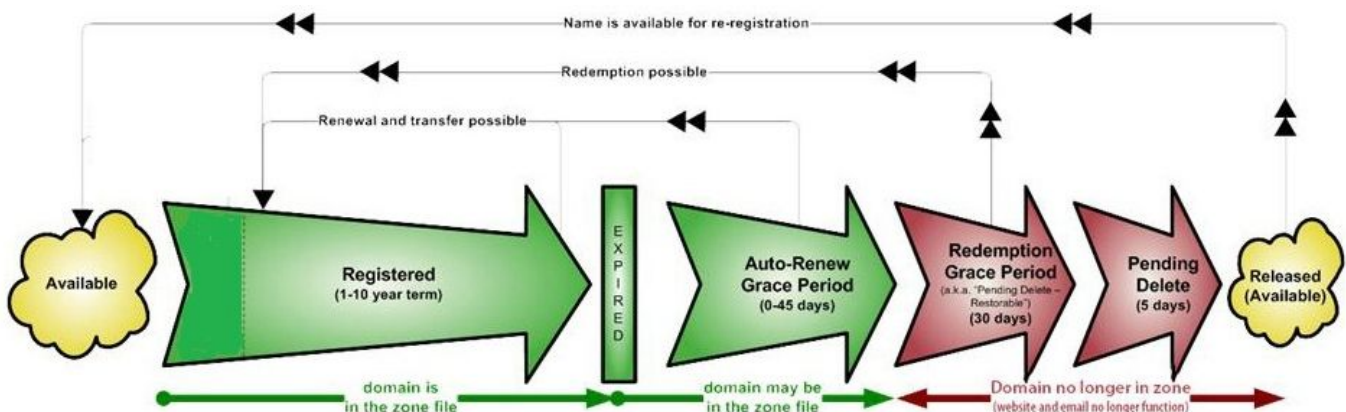 Name is available for re-registration
Redemption possible
Renewal and transfer possible
Available
Registered
(1-10 year term)
EXPIRED
Auto-Renew
Grace Period
(0-45 days)
Redemption
Grace Period
(a.k.a. "Pending Delete –
Restorable")
(30 days)
Pending
Delete
(5 days)
Released
(Available)
domain is
in the zone file
domain may be
in the zone file
Domain no longer in zone
(website and email no longer function)